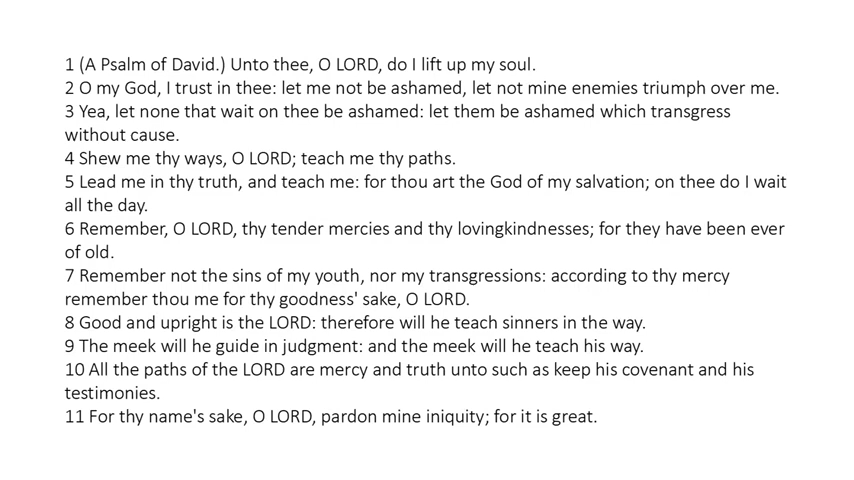 1 (A Psalm of David.) Unto thee, O LORD, do I lift up my soul.
2 O my God, I trust in thee: let me not be ashamed, let not mine enemies triumph over me.
3 Yea, let none that wait on thee be ashamed: let them be ashamed which transgress
without cause.
4 Shew me thy ways, O LORD; teach me thy paths.
5 Lead me in thy truth, and teach me: for thou art the God of my salvation; on thee do I wait
all the day.
6 Remember, O LORD, thy tender mercies and thy lovingkindnesses; for they have been ever
of old.
7 Remember not the sins of my youth, nor my transgressions: according to thy mercy
remember thou me for thy goodness' sake, O LORD.
8 Good and upright is the LORD: therefore will he teach sinners in the way.
9 The meek will he guide in judgment: and the meek will he teach his way.
10 All the paths of the LORD are mercy and truth unto such as keep his covenant and his
testimonies.
11 For thy name's sake, O LORD, pardon mine iniquity; for it is great.